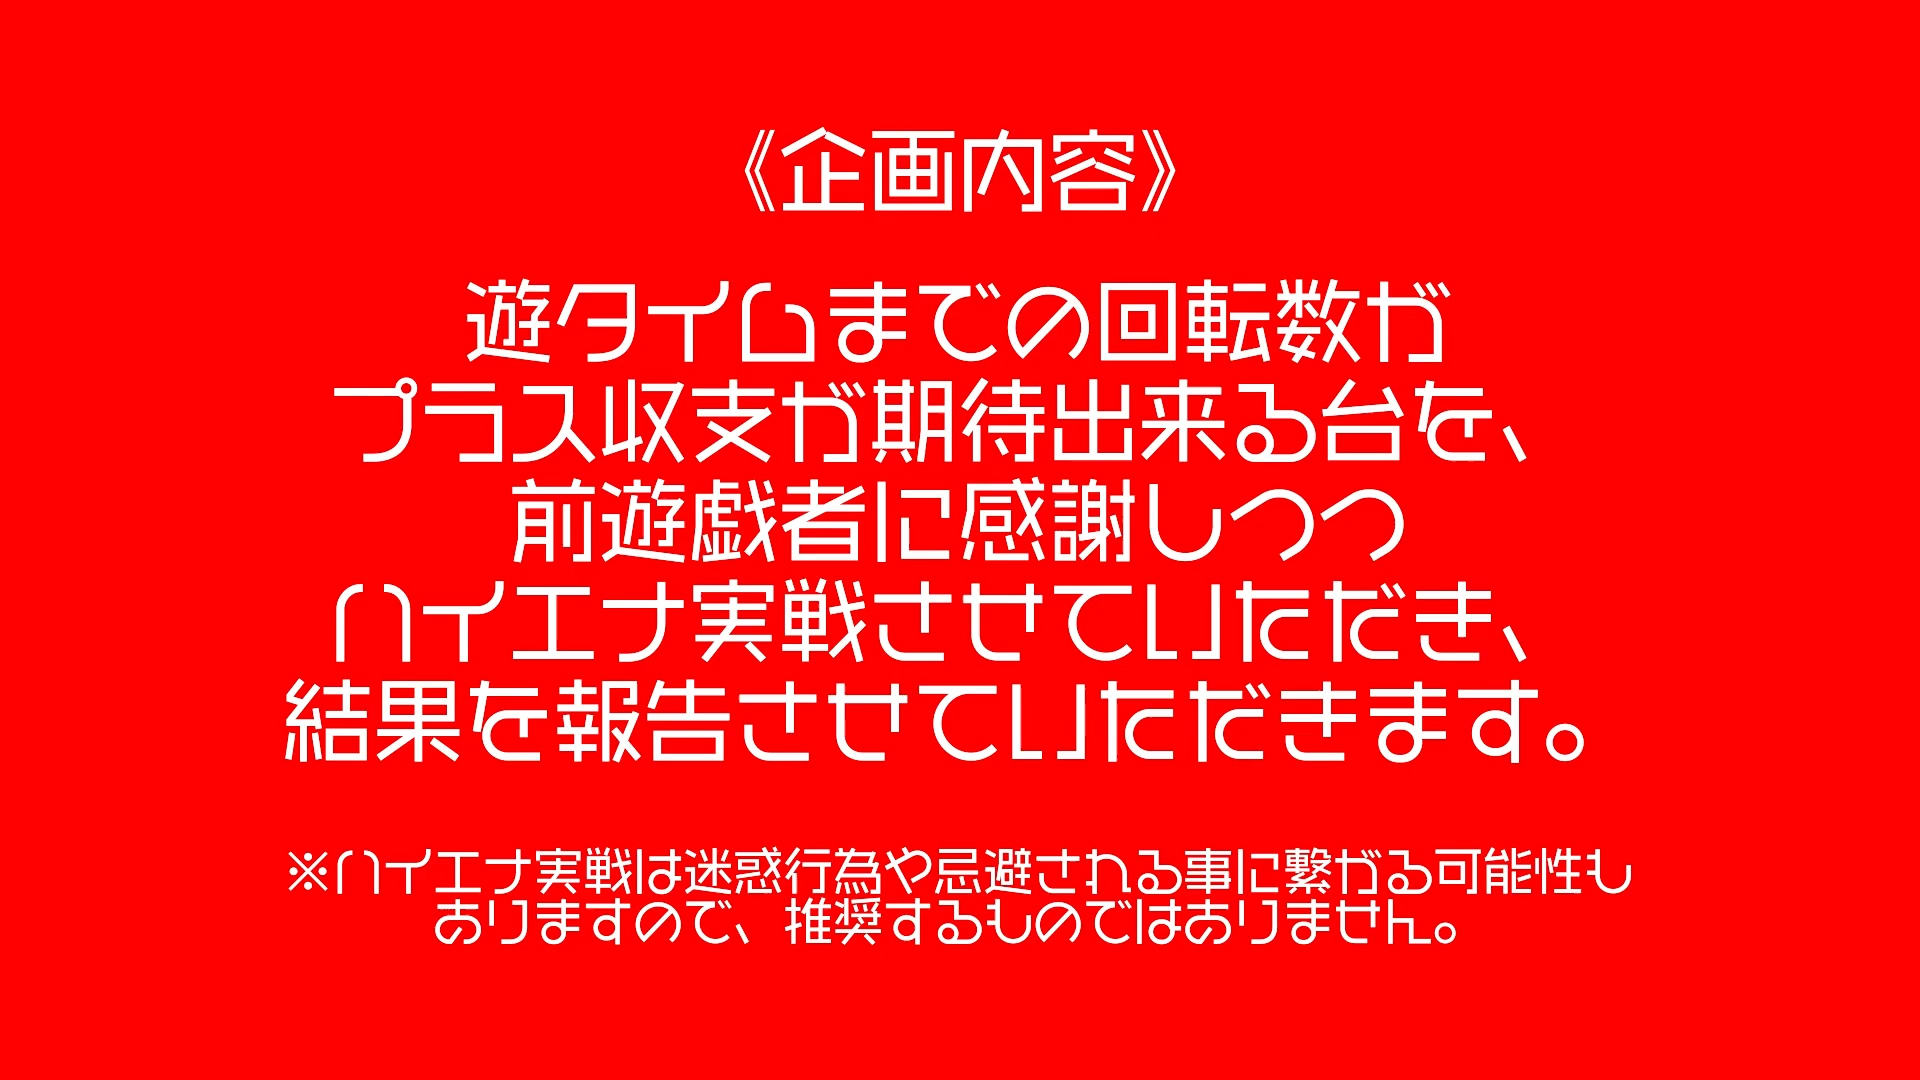 《企画内容》
遊タイムまでの回転数が
プラス収支が期待出来る台を、
前遊戯者に感謝しつつ
ハイエナ実戦させていただき、
結果を報告させていただきます。
※ハイエナ実戦は迷惑行為や忌避される事に繋がる可能性も
ありますので、推奨するものではありません。